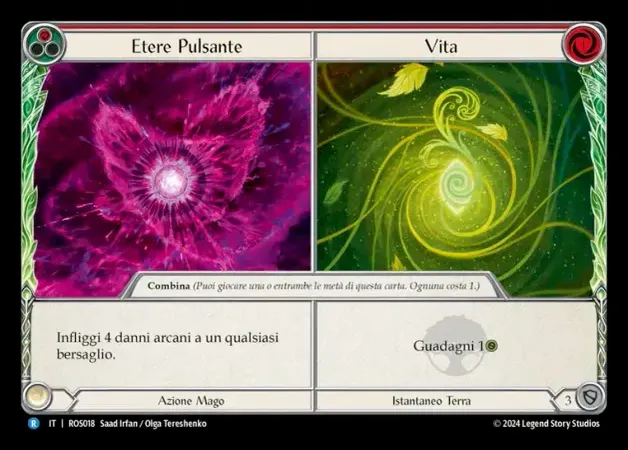 Etere Pulsante
Vita
1
Combina (Puoi giocare una o entrambe le metà di questa carta. Ognuna costa 1.)
Infliggi 4 danni arcani a un qualsiasi
bersaglio.
Guadagni 1
Azione Mago
Istantaneo Terra
3
R IT | ROS018 Saad Irfan / Olga Tereshenko
© 2024 Legend Story Studios